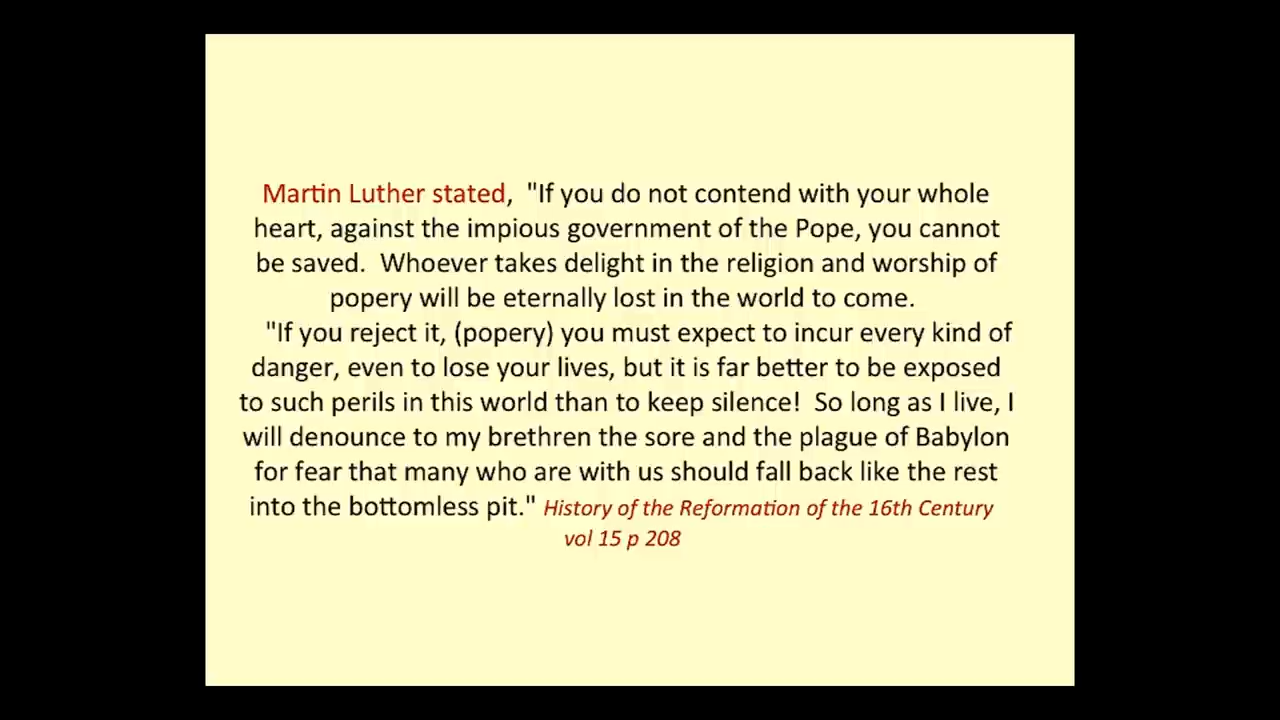 Martin Luther stated, "If you do not contend with your whole
heart, against the impious government of the Pope, you cannot
be saved.  Whoever takes delight in the religion and worship of
popery will be eternally lost in the world to come.
"If you reject it, (popery) you must expect to incur every kind of
danger, even to lose your lives, but it is far better to be exposed
to such perils in this world than to keep silence!  So long as I live, I
will denounce to my brethren the sore and the plague of Babylon
for fear that many who are with us should fall back like the rest
into the bottomless pit." History of the Reformation of the 16th Century
vol 15 p 208